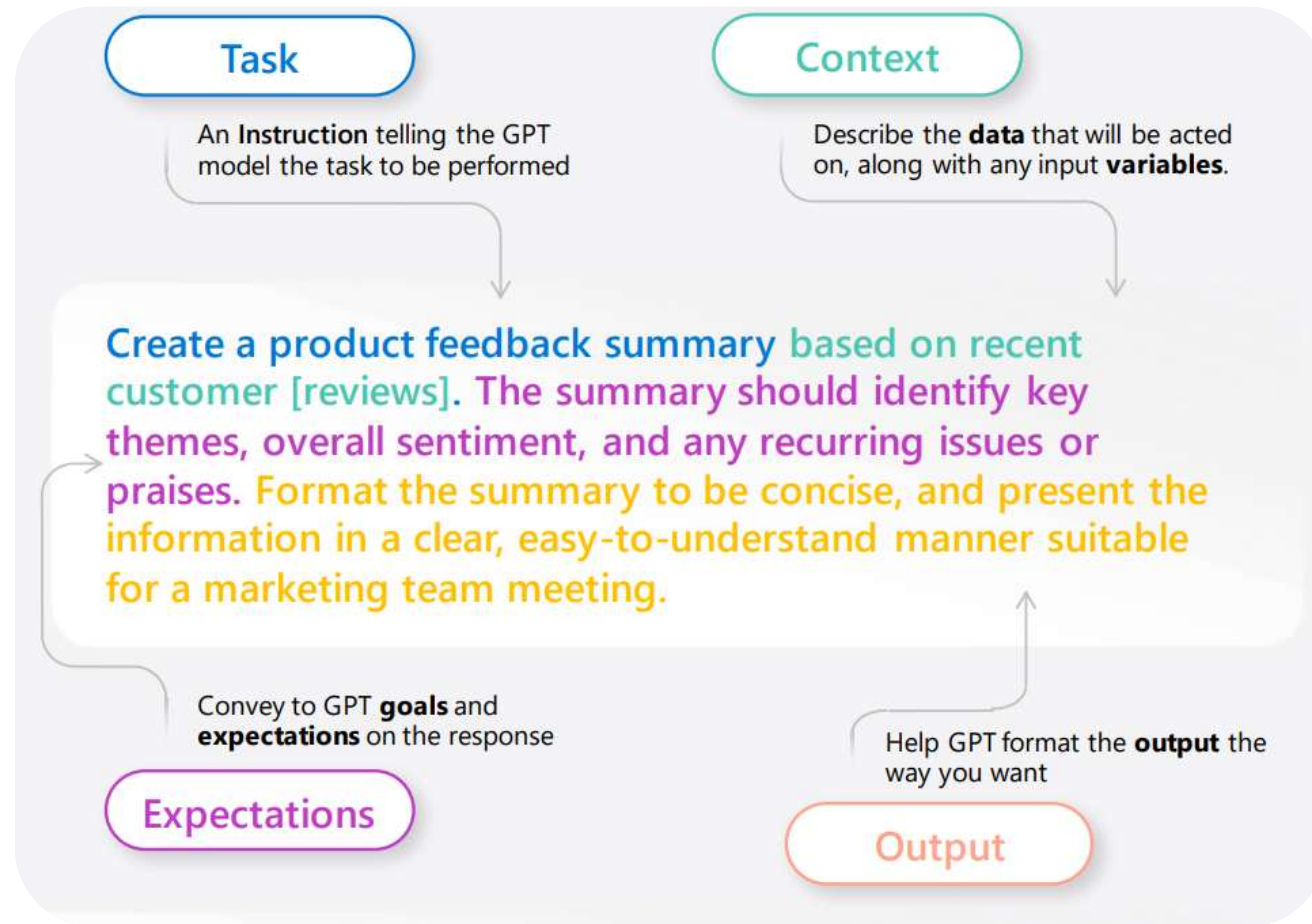 Task
An Instruction telling the GPT
model the task to be performed
Context
Describe the data that will be acted
on, along with any input variables.
Create a product feedback summary based on recent
customer [reviews]. The summary should identify key
themes, overall sentiment, and any recurring issues or
praises. Format the summary to be concise, and present the
information in a clear, easy-to-understand manner suitable
for a marketing team meeting.
Convey to GPT goals and
expectations on the response
Expectations
Help GPT format the output the
way you want
Output